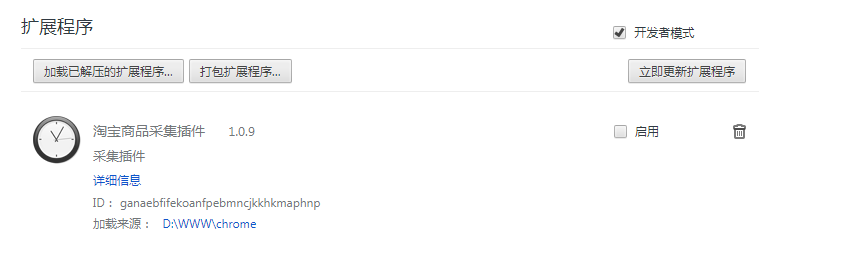 扩展程序
开发者模式
加载已解压的扩展程序... 打包扩展程序... 立即更新扩展程序
淘宝商品采集插件 1.0.9 启用
采集插件
详细信息
ID： ganaebfifekoanfpebmncjkkhkmaphnp
加载来源： D:\WWW\chrome